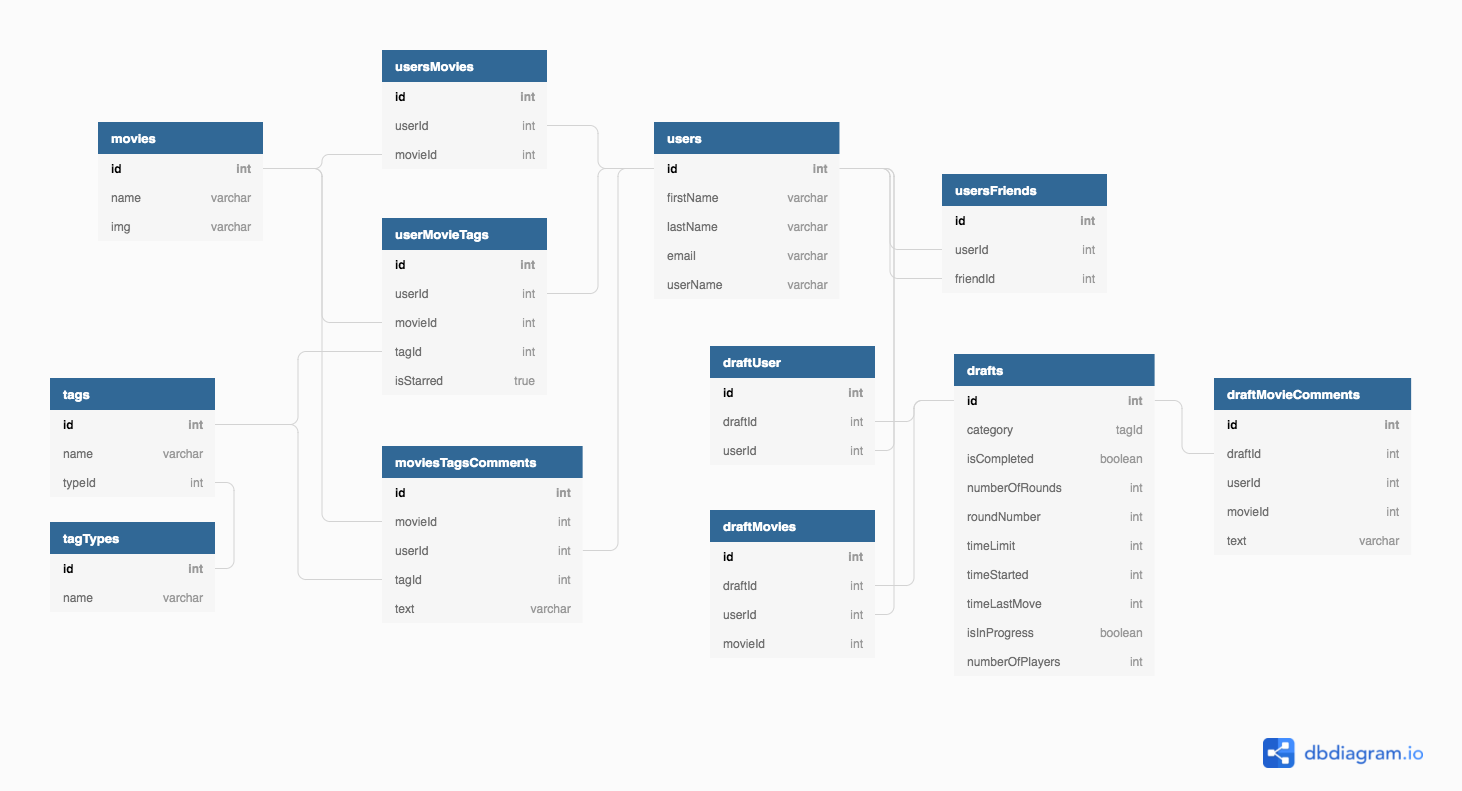 usersMovies
id int
userId int
movieId int
movies
id int
name varchar
img varchar
users
id int
firstName varchar
lastName varchar
email varchar
userName varchar
usersFriends
id int
userId int
friendId int
userMovieTags
id int
userId int
movieId int
tagId int
isStarred true
draftUser
id int
draftId int
userId int
drafts
id int
category tagId
isCompleted boolean
numberOfRounds int
roundNumber int
timeLimit int
timeStarted int
timeLastMove int
isInProgress boolean
numberOfPlayers int
draftMovieComments
id int
draftId int
userId int
movieId int
text varchar
tags
id int
name varchar
typeId int
moviesTagsComments
id int
movieId int
userId int
tagId int
text varchar
draftMovies
id int
draftId int
userId int
movieId int
tagTypes
id int
name varchar
dbdiagram.io